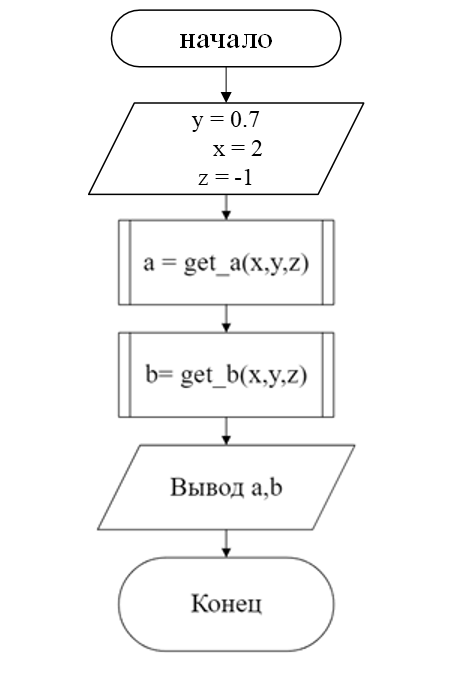 начало
y = 0.7
x = 2
z = -1
a = get_a(x,y,z)
b= get_b(x,y,z)
Вывод a,b
Конец